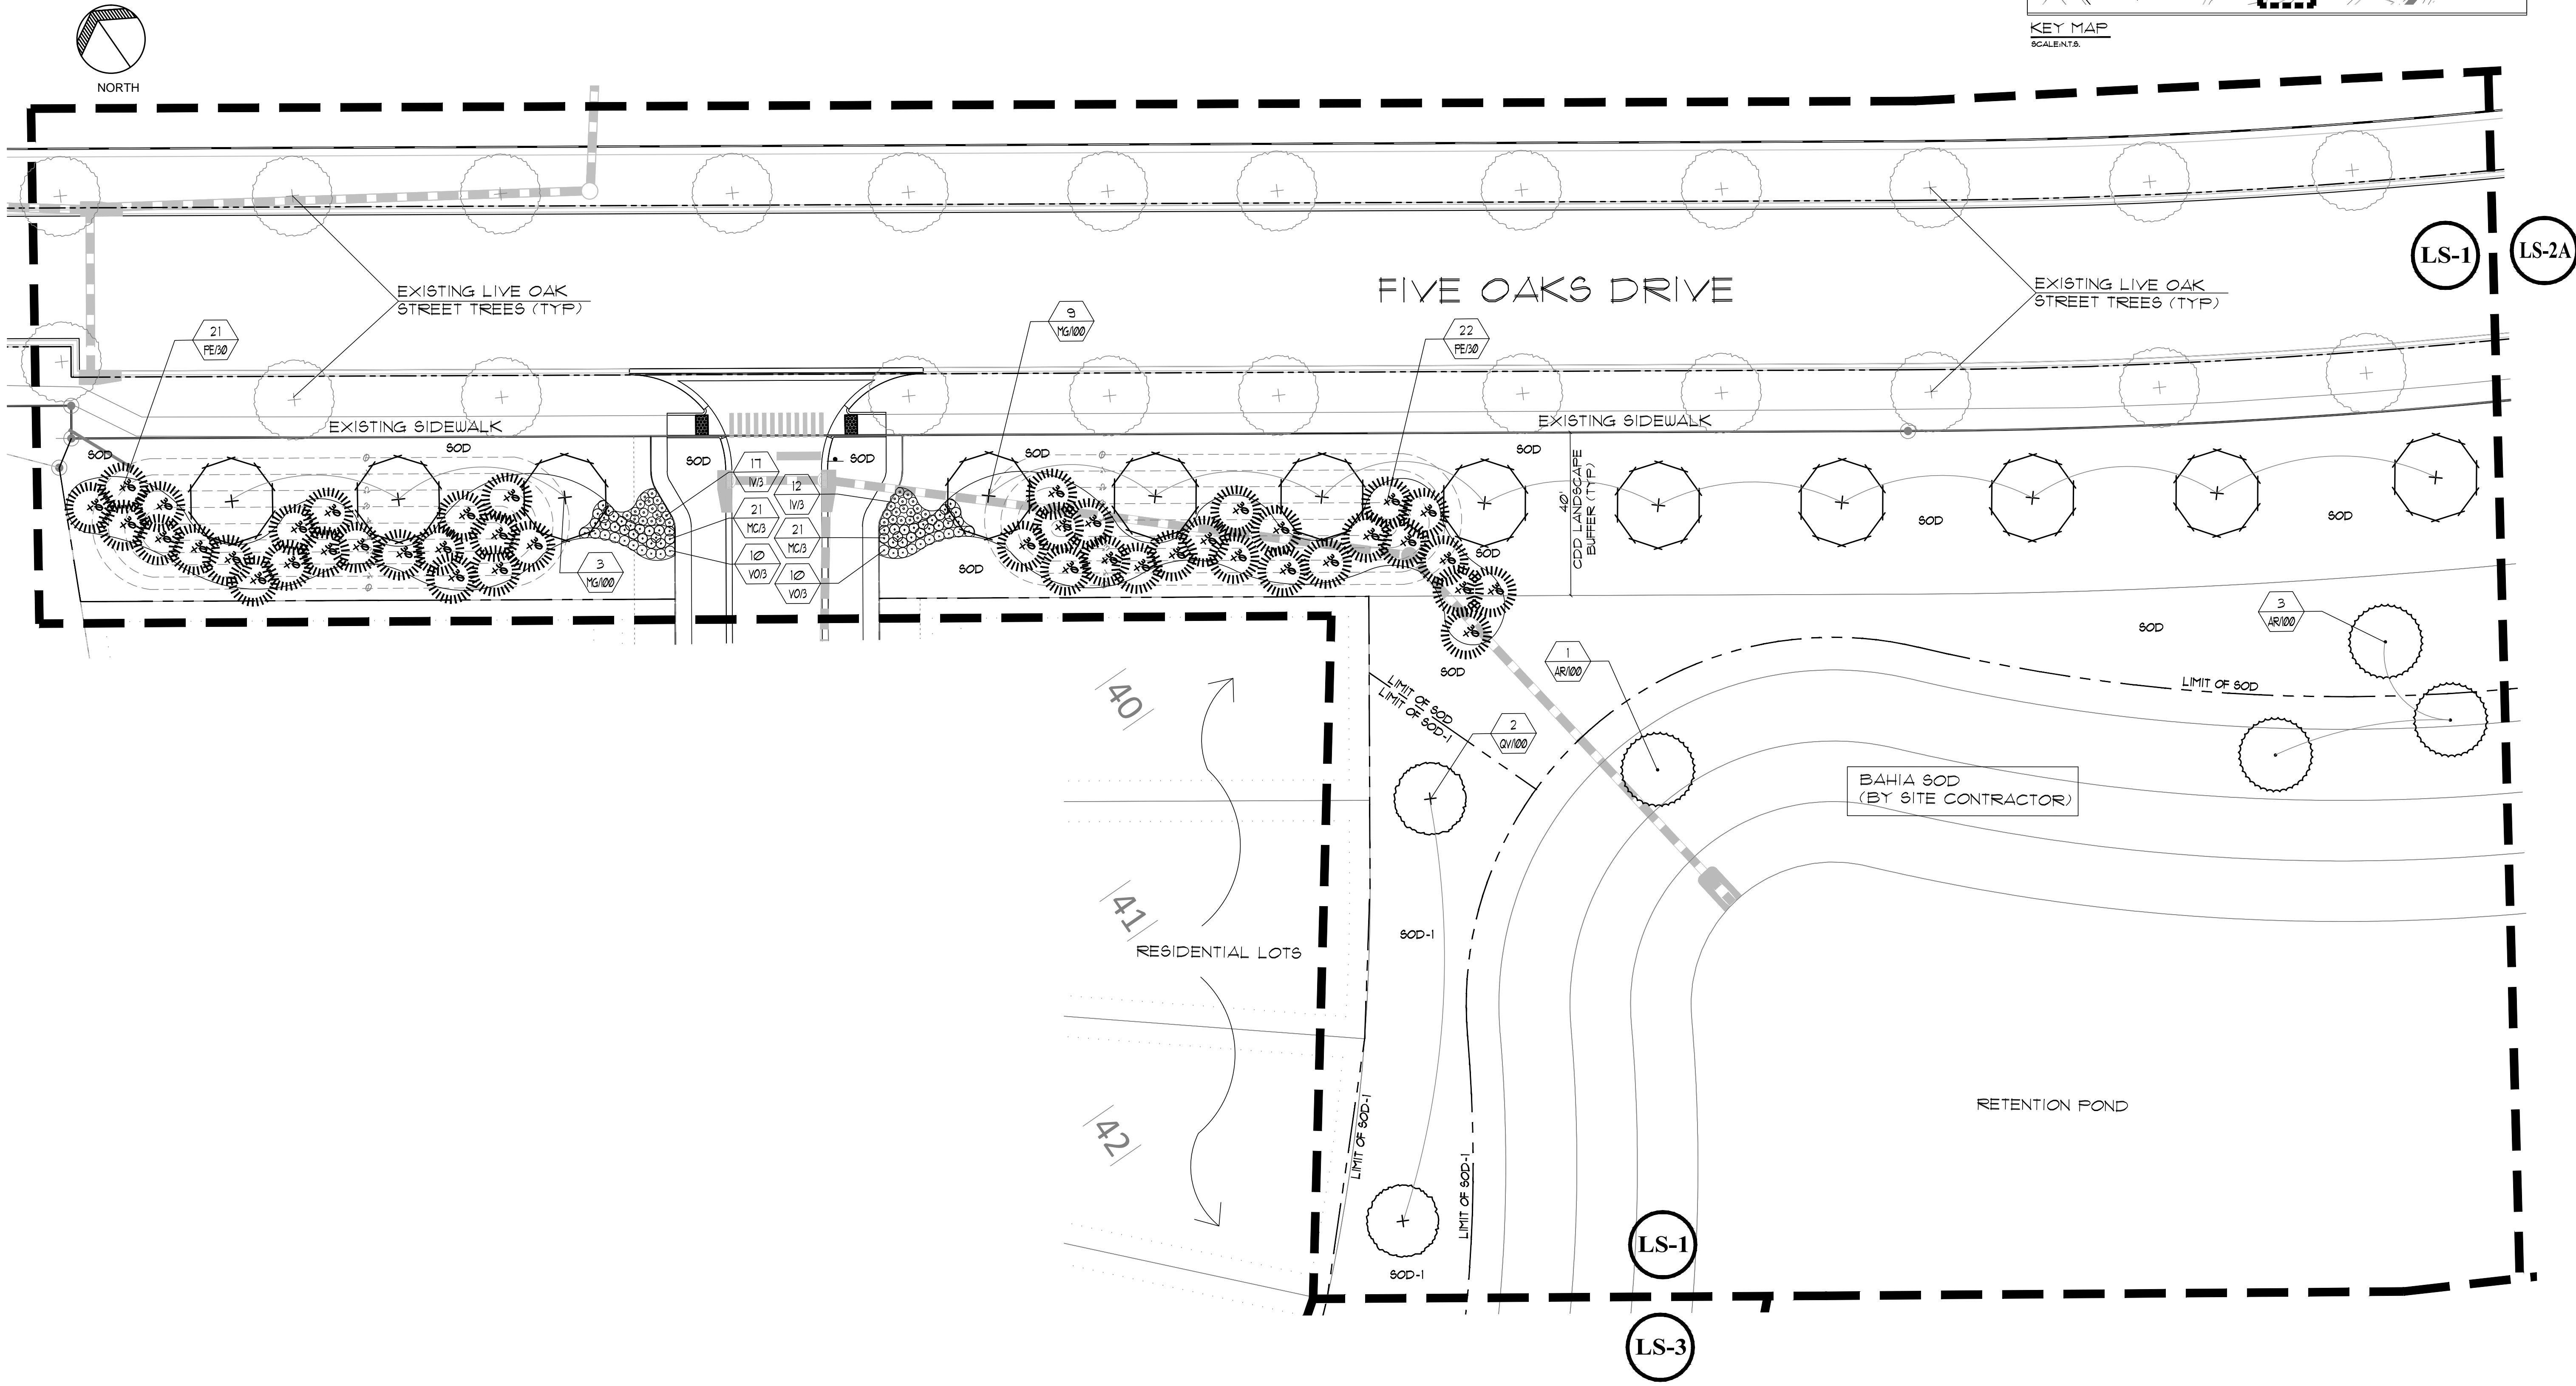 KEY MAP
SCALE:N.T.S.
NORTH
LS-1
LS-2A
FIVE OAKS DRIVE
EXISTING LIVE OAK
STREET TREES (TYP)
EXISTING LIVE OAK
STREET TREES (TYP)
21
PE/30
9
MG/100
22
PE/30
EXISTING SIDEWALK
EXISTING SIDEWALK
SOD
SOD
SOD
SOD
SOD
SOD
SOD
SOD
SOD
SOD
17
IV/3
12
IV/3
21
MC/3
21
MC/3
10
VO/3
10
VO/3
3
MG/100
40'
CDD LANDSCAPE
BUFFER (TYP)
3
AR/100
SOD
SOD
1
AR/100
LIMIT OF SOD
LIMIT OF SOD-1
LIMIT OF SOD
2
QV/100
BAHIA SOD
(BY SITE CONTRACTOR)
40
41
42
RESIDENTIAL LOTS
SOD-1
RETENTION POND
LIMIT OF SOD-1
LIMIT OF SOD-1
SOD-1
LS-1
LS-3